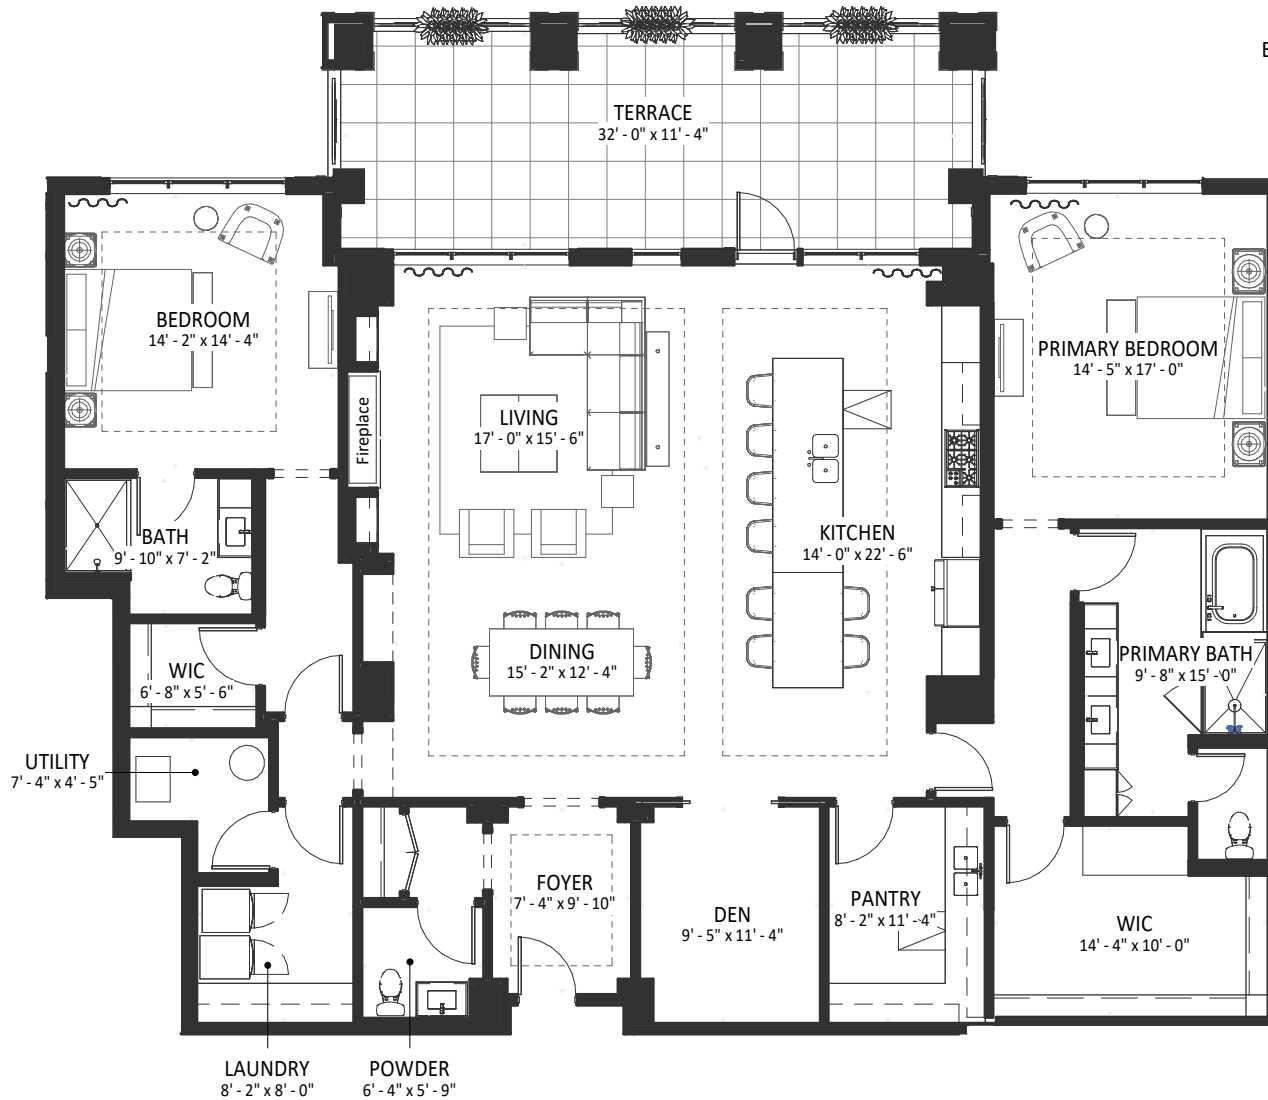 E
TERRACE
32' - 0" x 11' - 4"
BEDROOM
14' - 2" x 14' - 4"
PRIMARY BEDROOM
14' - 5" x 17' - 0"
Fireplace
LIVING
17' - 0" x 15' - 6"
BATH
9' - 10" x 7' - 2"
KITCHEN
14' - 0" x 22' - 6"
WIC
6' - 8" x 5' - 6"
DINING
15' - 2" x 12' - 4"
PRIMARY BATH
9' - 8" x 15' - 0"
UTILITY
7' - 4" x 4' - 5"
FOYER
7' - 4" x 9' - 10"
DEN
9' - 5" x 11' - 4"
PANTRY
8' - 2" x 11' - 4"
WIC
14' - 4" x 10' - 0"
LAUNDRY
8' - 2" x 8' - 0"
POWDER
6' - 4" x 5' - 9"